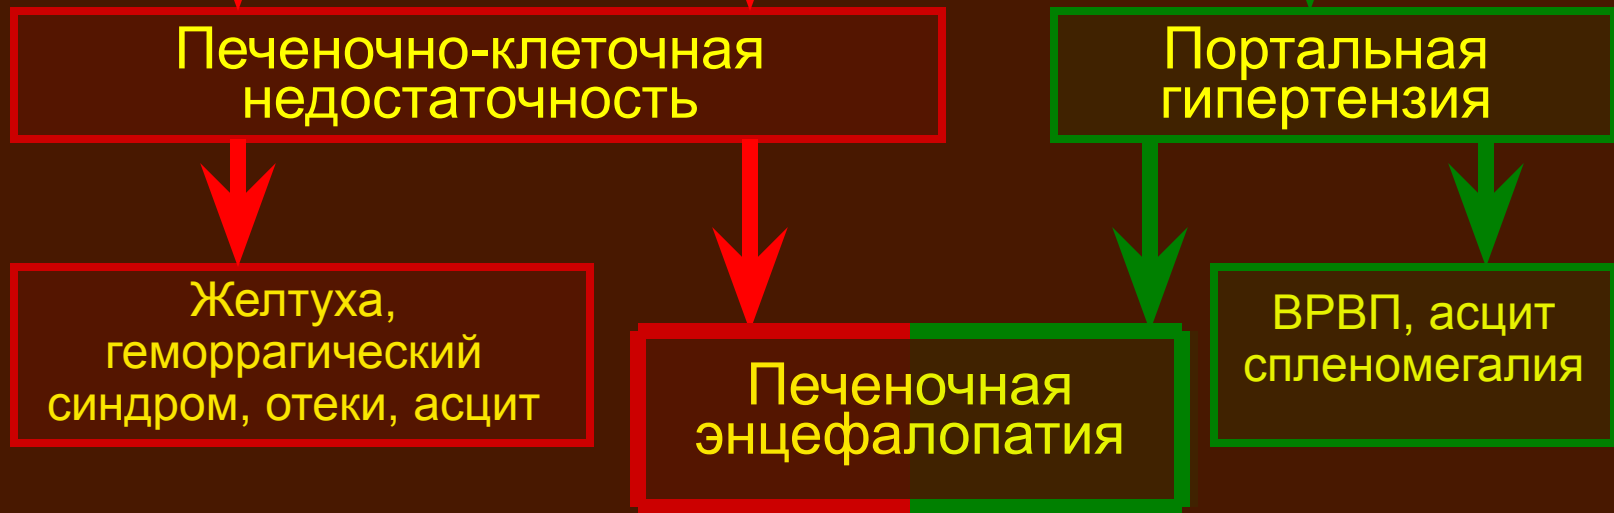 Печеночно-клеточная
недостаточность
Портальная
гипертензия
Желтуха,
геморрагический
синдром, отеки, асцит
Печеночная
энцефалопатия
ВРВП, асцит
спленомегалия